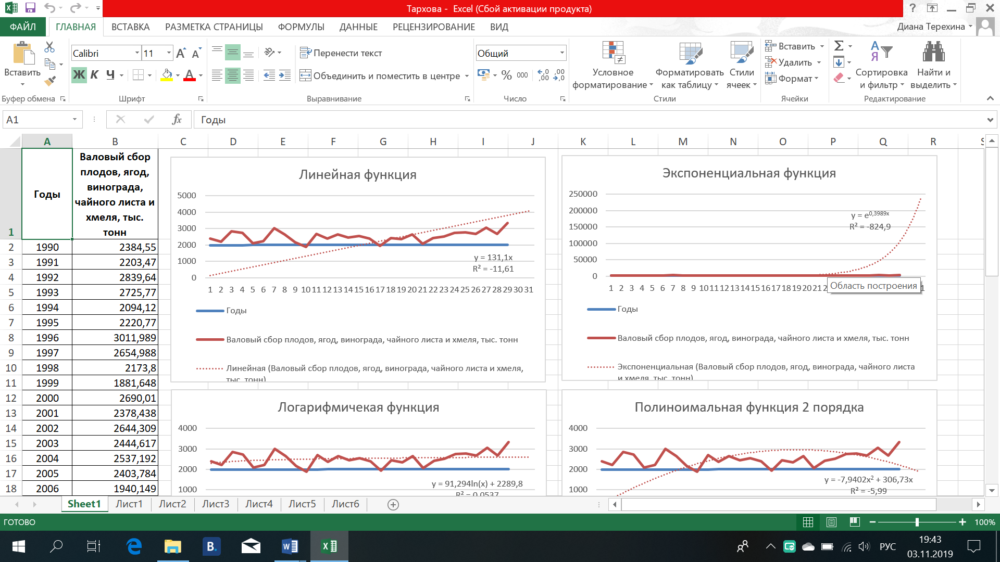 Тархова - Excel (Сбой активации продукта)
ФАЙЛ ГЛАВНАЯ ВСТАВКА РАЗМЕТКА СТРАНИЦЫ ФОРМУЛЫ ДАННЫЕ РЕЦЕНЗИРОВАНИЕ ВИД Диана Терехина
Вставить
Буфер обмена
Calibri 11
Ж К Ч
Шрифт
Перенести текст
Объединить и поместить в центре
Выравнивание
Общий
% 000
Число
Условное форматирование
Форматировать как таблицу
Стили ячеек
Стили
Вставить
Удалить
Формат
Ячейки
Сортировка и фильтр
Найти и выделить
Редактирование
A1 fx Годы
A B C D E F G H I J K L M N O P Q R S
1 Годы Валовый сбор плодов, ягод, винограда, чайного листа и хмеля, тыс. тонн
2 1990 2384,55
3 1991 2203,47
4 1992 2839,64
5 1993 2725,77
6 1994 2094,12
7 1995 2220,77
8 1996 3011,989
9 1997 2654,988
10 1998 2173,8
11 1999 1881,648
12 2000 2690,01
13 2001 2378,438
14 2002 2644,309
15 2003 2444,617
16 2004 2537,192
17 2005 2403,784
18 2006 1940,149
Линейная функция
5000
4000
3000
2000
1000
0
y = 131,1x
R² = -11,61
1 2 3 4 5 6 7 8 9 10 11 12 13 14 15 16 17 18 19 20 21 22 23 24 25 26 27 28 29 30 31
Годы
Валовый сбор плодов, ягод, винограда, чайного листа и хмеля, тыс. тонн
Линейная (Валовый сбор плодов, ягод, винограда, чайного листа и хмеля,
тыс. тонн)
Экспоненциальная функция
250000
200000
150000
100000
50000
0
y = e^0,3989x
R² = -824,9
1 2 3 4 5 6 7 8 9 10 11 12 13 14 15 16 17 18 19 20 21 2 1
Область построения
Годы
Валовый сбор плодов, ягод, винограда, чайного листа и хмеля, тыс. тонн
Экспоненциальная (Валовый сбор плодов, ягод, винограда, чайного листа
и хмеля, тыс. тонн)
Логарифмичекая функция
4000
3000
2000
1000
y = 91,294ln(x) + 2289,8
R² = 0,0537
Полиноимальная функция 2 порядка
4000
3000
2000
1000
y = -7,9402x² + 306,73x
R² = -5,99
Sheet1 Лист1 Лист2 Лист3 Лист4 Лист5 Лист6
ГОТОВО 100%
РУС
19:43
03.11.2019